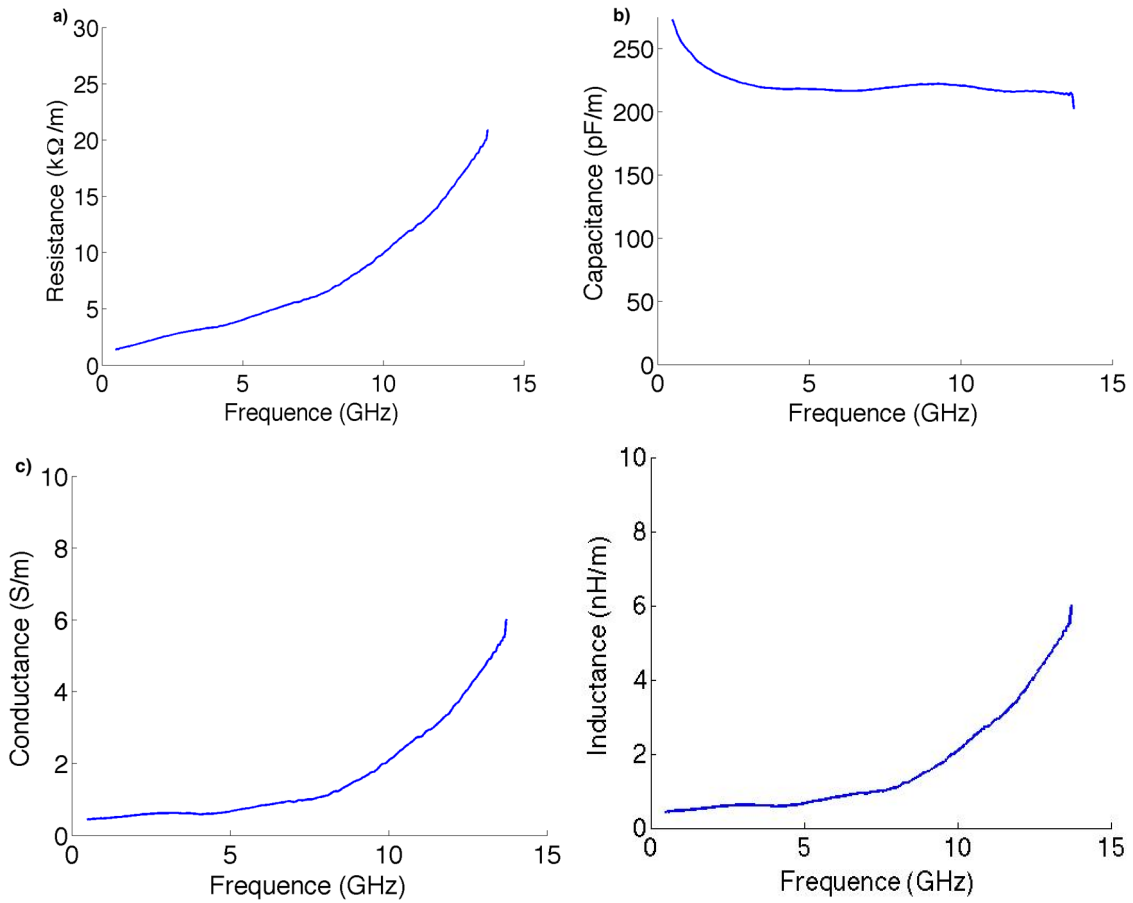 a)
30
25
20
15
10
5
0
Resistance (kΩ/m)
0 5 10 15
Frequence (GHz)
b)
250
200
150
100
50
0
Capacitance (pF/m)
0 5 10 15
Frequence (GHz)
c)
10
8
6
4
2
0
Conductance (S/m)
0 5 10 15
Frequence (GHz)
10
8
6
4
2
0
Inductance (nH/m)
0 5 10 15
Frequence (GHz)